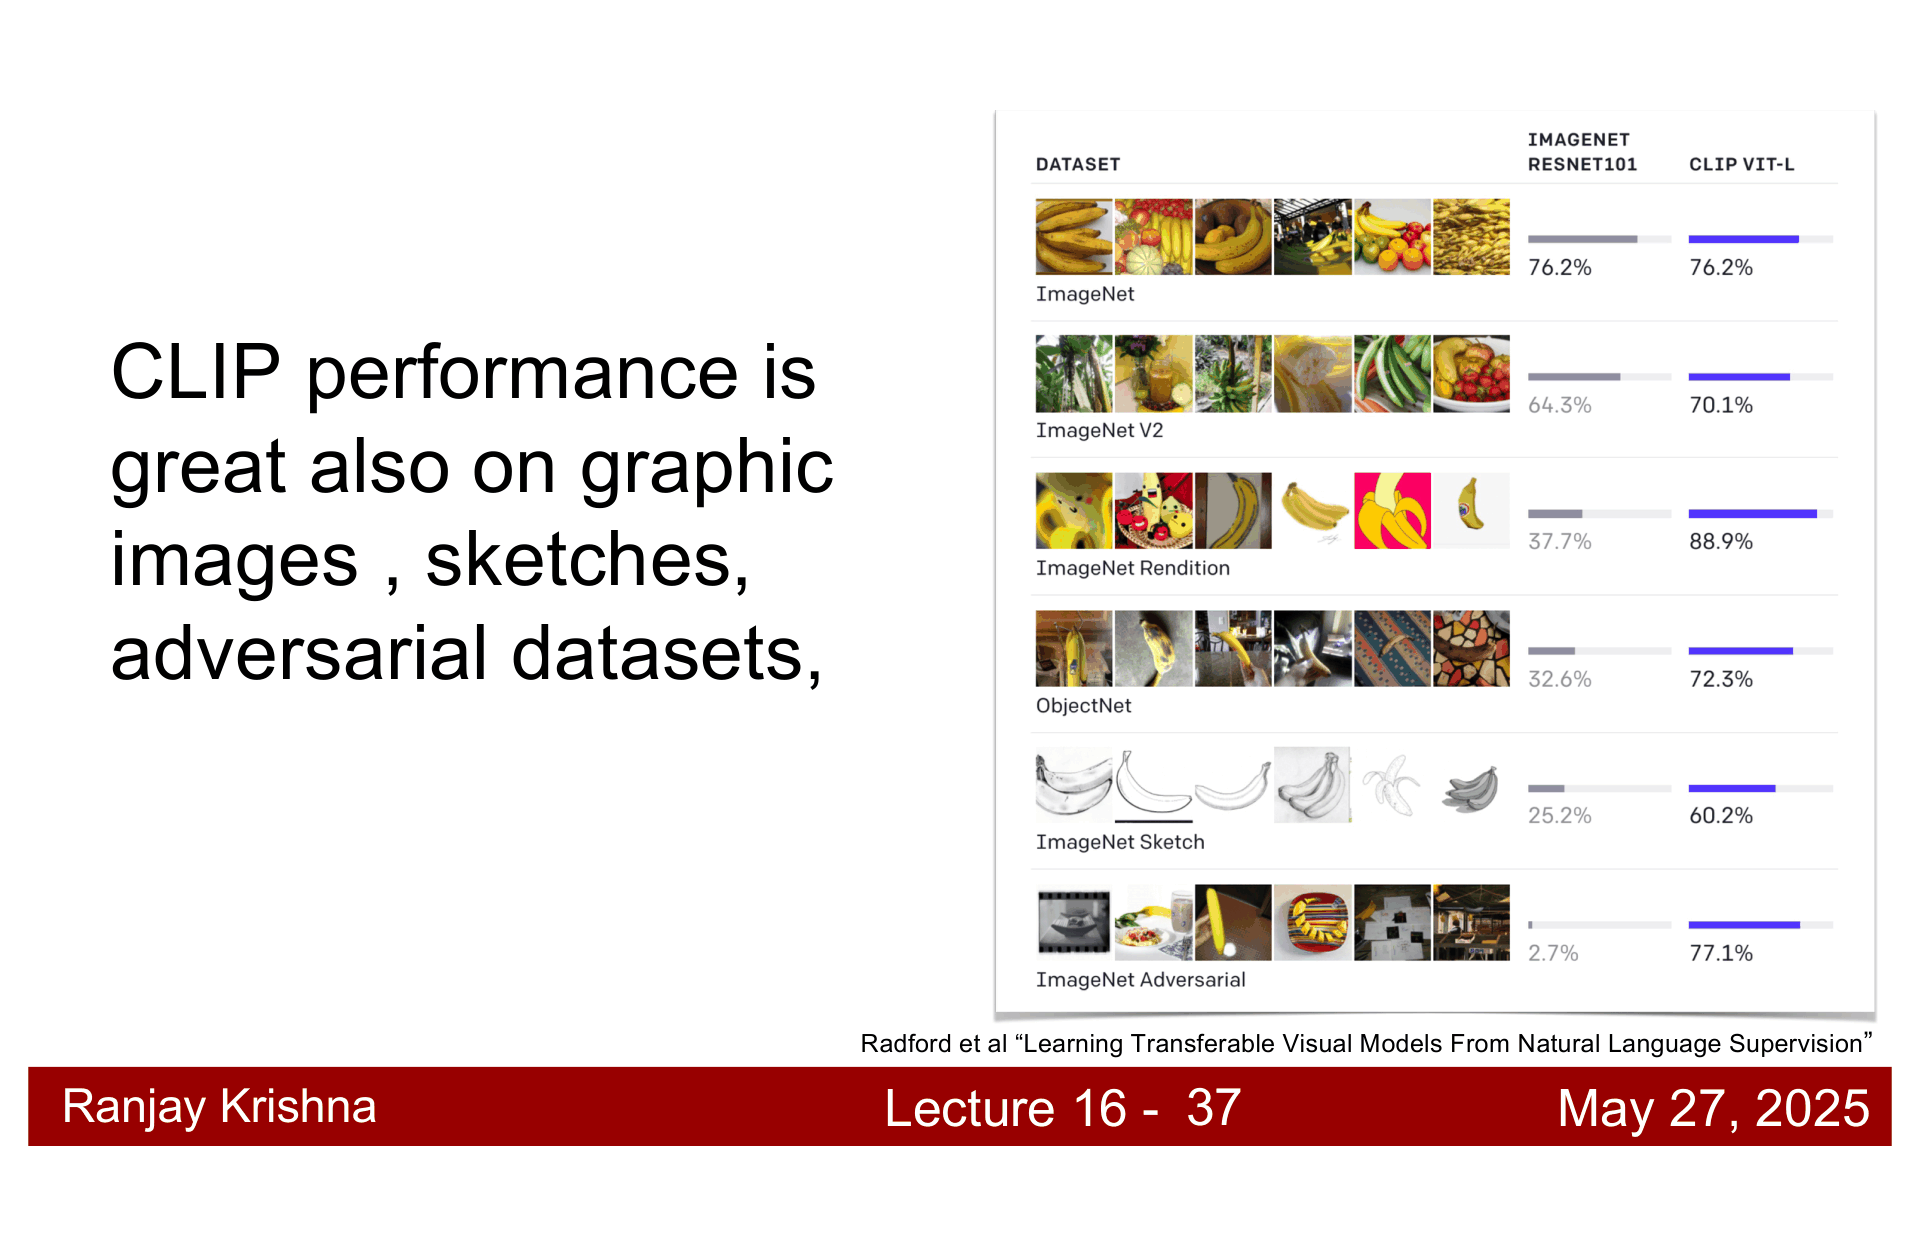 CLIP performance is
great also on graphic
images , sketches,
adversarial datasets,
DATASET
IMAGENET
RESNET101
CLIP VIT-L
76.2%
76.2%
ImageNet
64.3%
70.1%
ImageNet V2
37.7%
88.9%
ImageNet Rendition
32.6%
72.3%
ObjectNet
25.2%
60.2%
ImageNet Sketch
2.7%
77.1%
ImageNet Adversarial
Radford et al “Learning Transferable Visual Models From Natural Language Supervision”
Ranjay Krishna
Lecture 16 - 37
May 27, 2025